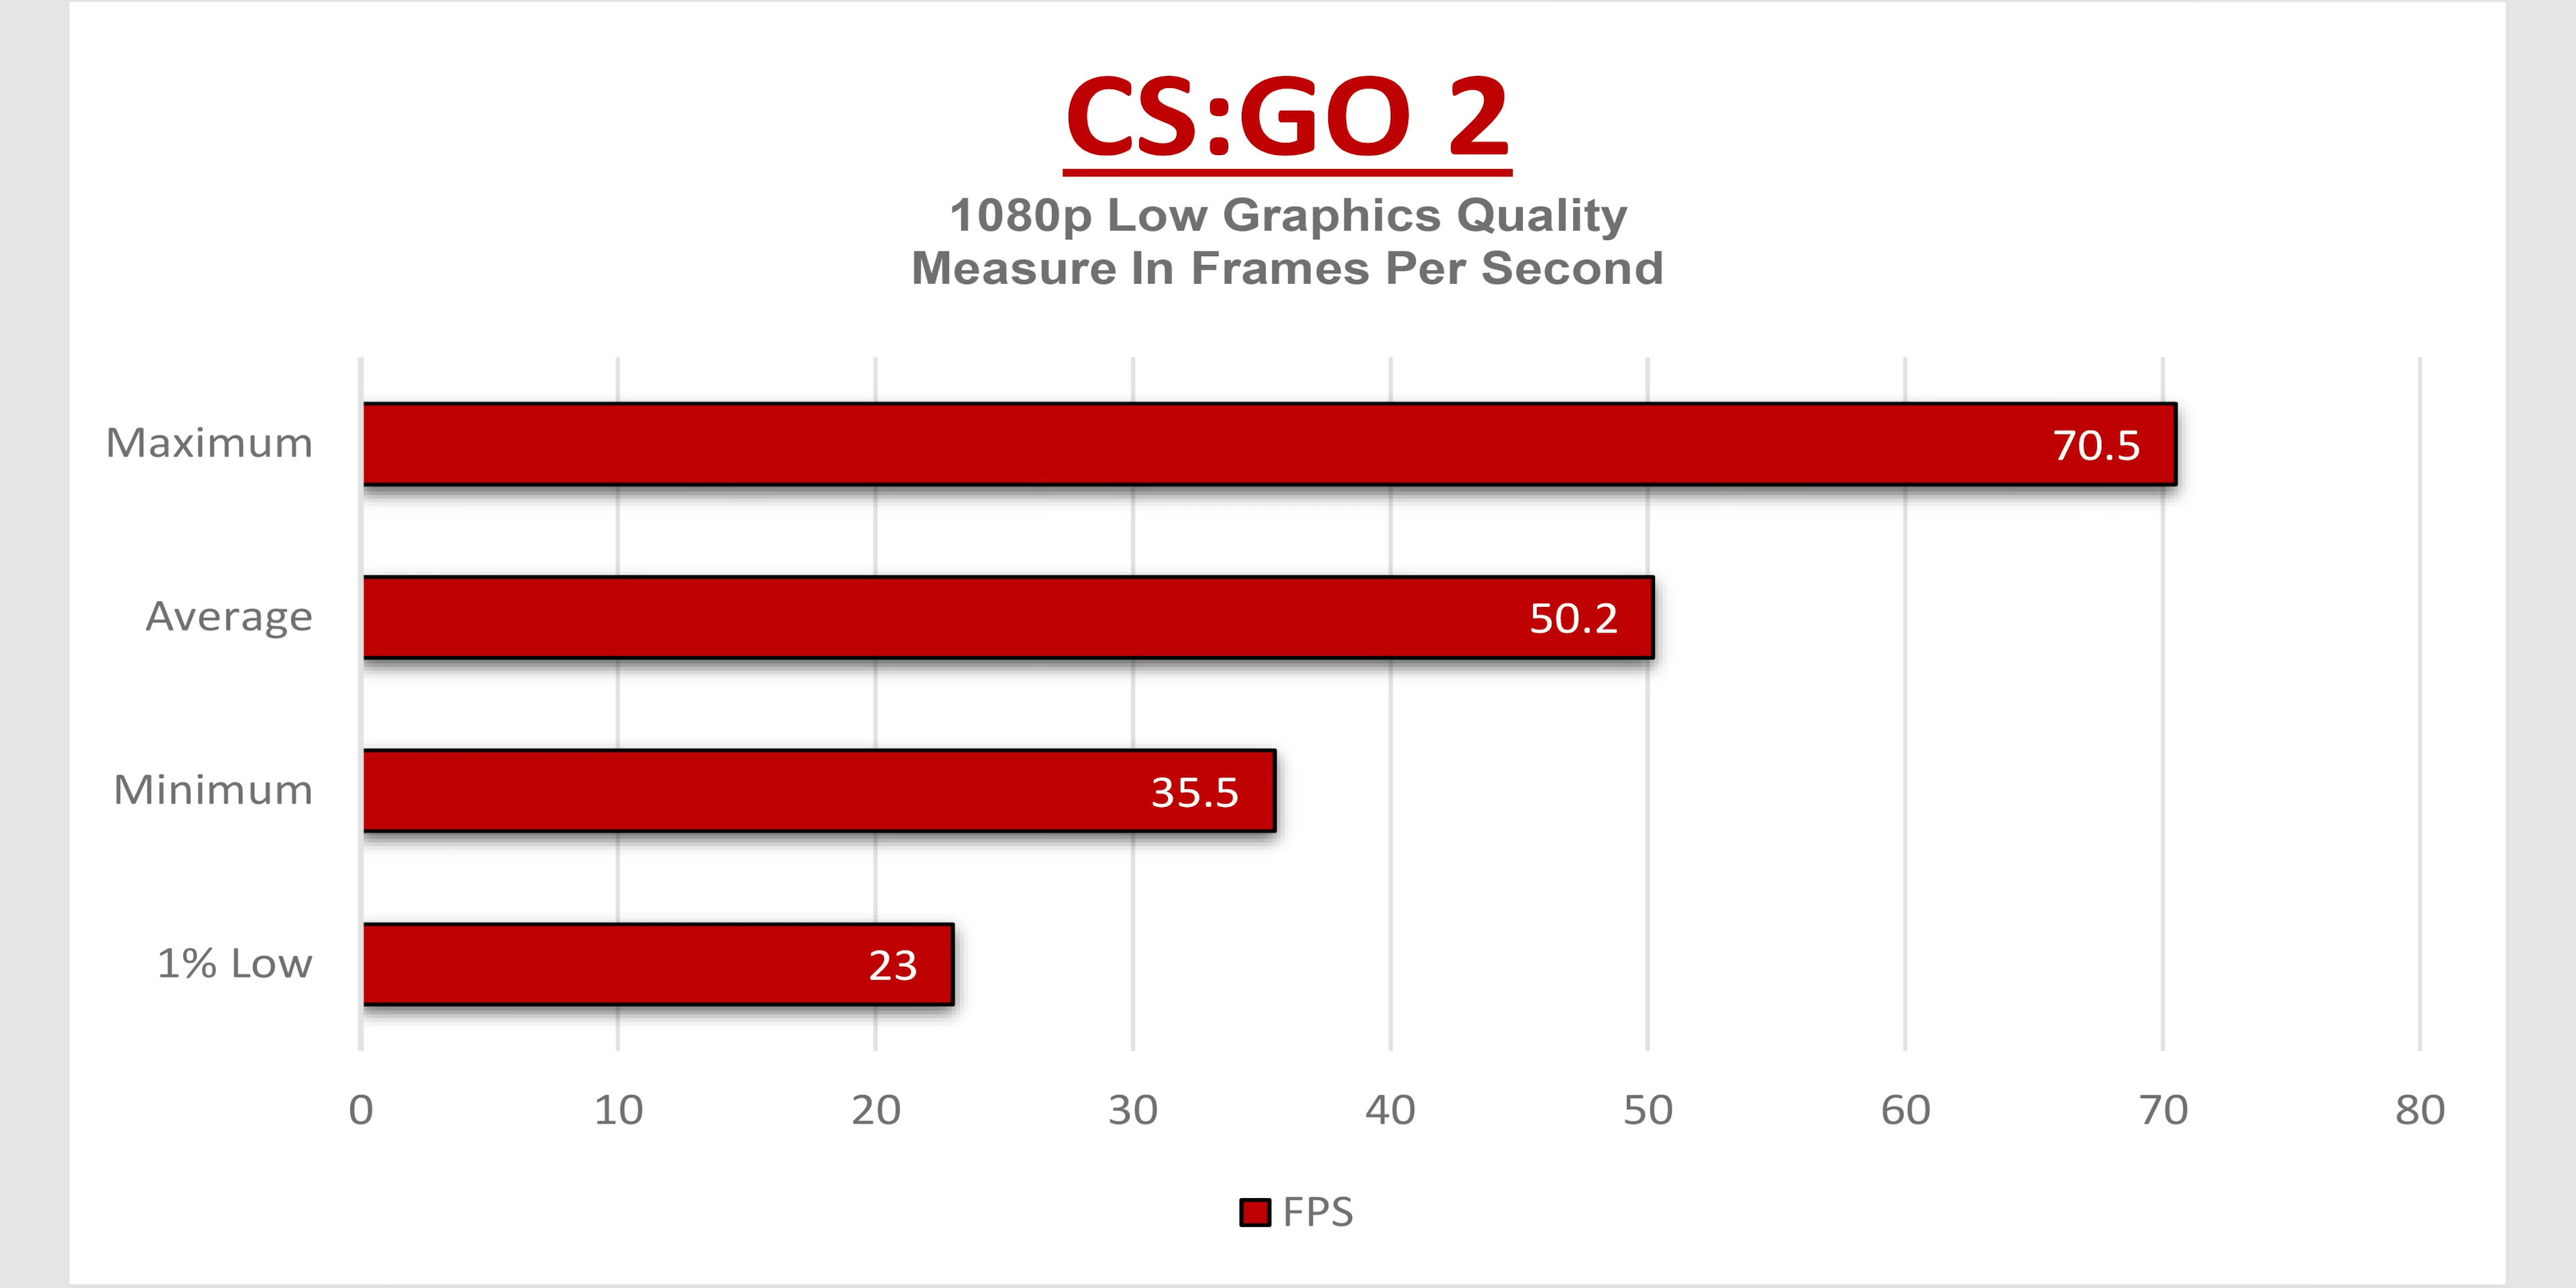 CS:GO 2
1080p Low Graphics Quality
Measure In Frames Per Second
Maximum 70.5
Average 50.2
Minimum 35.5
1% Low 23
0 10 20 30 40 50 60 70 80
FPS